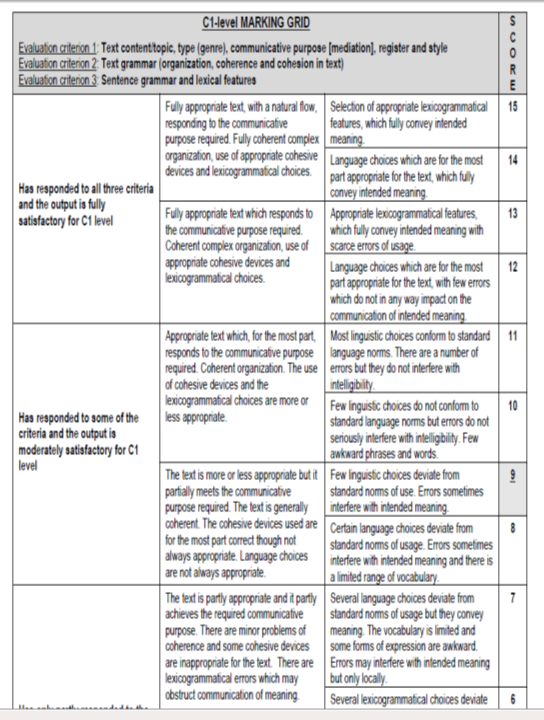 C1-level MARKING GRID
Evaluation criterion 1: Text content/topic, type (genre), communicative purpose [mediation], register and style
Evaluation criterion 2: Text grammar (organization, coherence and cohesion in text)
Evaluation criterion 3: Sentence grammar and lexical features
S
C
O
R
E
Has responded to all three criteria
and the output is fully
satisfactory for C1 level
Fully appropriate text, with a natural flow,
responding to the communicative
purpose required. Fully coherent complex
organization, use of appropriate cohesive
devices and lexicogrammatical choices.
Selection of appropriate lexicogrammatical
features, which fully convey intended
meaning.
15
Language choices which are for the most
part appropriate for the text, which fully
convey intended meaning.
14
Fully appropriate text which responds to
the communicative purpose required.
Coherent complex organization, use of
appropriate cohesive devices and
lexicogrammatical choices.
Appropriate lexicogrammatical features,
which fully convey intended meaning with
scarce errors of usage.
13
Language choices which are for the most
part appropriate for the text, with few errors
which do not in any way impact on the
communication of intended meaning.
12
Has responded to some of the
criteria and the output is
moderately satisfactory for C1
level
Appropriate text which, for the most part,
responds to the communicative purpose
required. Coherent organization. The use
of cohesive devices and the
lexicogrammatical choices are more or
less appropriate.
Most linguistic choices conform to standard
language norms. There are a number of
errors but they do not interfere with
intelligibility.
11
Few linguistic choices do not conform to
standard language norms but errors do not
seriously interfere with intelligibility. Few
awkward phrases and words.
10
The text is more or less appropriate but it
partially meets the communicative
purpose required. The text is generally
coherent. The cohesive devices used are
for the most part correct though not
always appropriate. Language choices
are not always appropriate.
Few linguistic choices deviate from
standard norms of use. Errors sometimes
interfere with intended meaning.
9
Certain language choices deviate from
standard norms of usage. Errors sometimes
interfere with intended meaning and there is
a limited range of vocabulary.
8
The text is partly appropriate and it partly
achieves the required communicative
purpose. There are minor problems of
coherence and some cohesive devices
are inappropriate for the text. There are
lexicogrammatical errors which may
obstruct communication of meaning.
Several language choices deviate from
standard norms of usage but they convey
meaning. The vocabulary is limited and
some forms of expression are awkward.
Errors may interfere with intended meaning
but only locally.
7
Several lexicogrammatical choices deviate
6